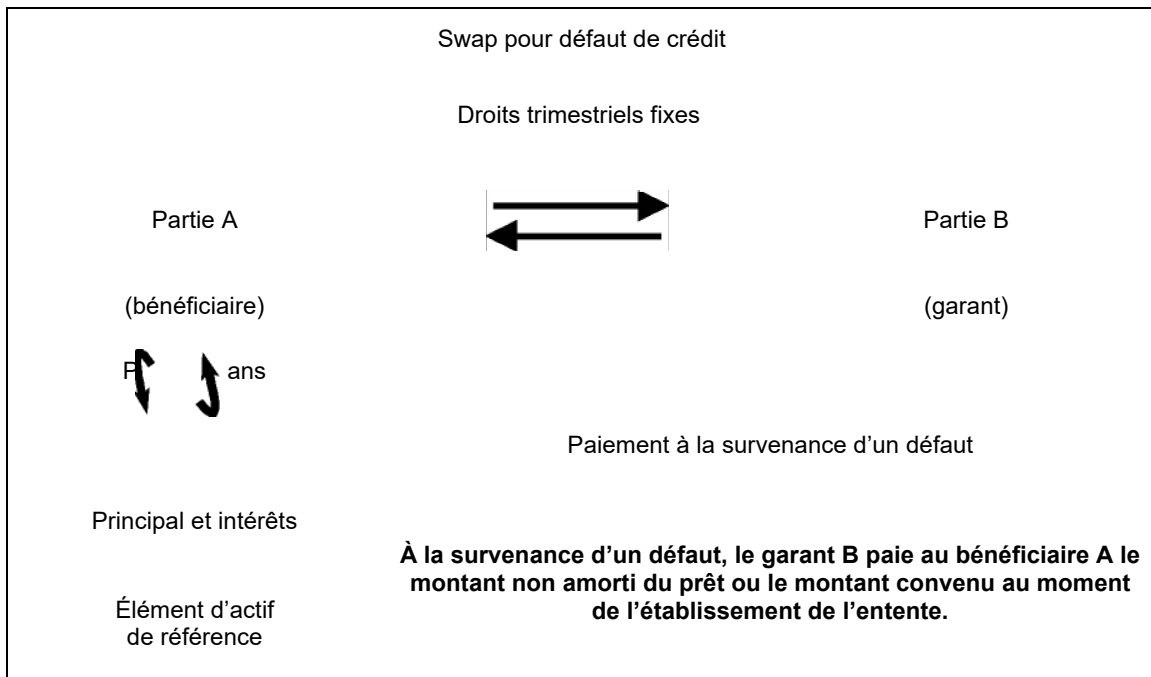 Swap pour défaut de crédit
Droits trimestriels fixes
Partie A
Partie B
(bénéficiaire)
(garant)
P
ans
Paiement à la survenance d’un défaut
Principal et intérêts
À la survenance d’un défaut, le garant B paie au bénéficiaire A le
montant non amorti du prêt ou le montant convenu au moment
de l’établissement de l’entente.
Élément d’actif
de référence